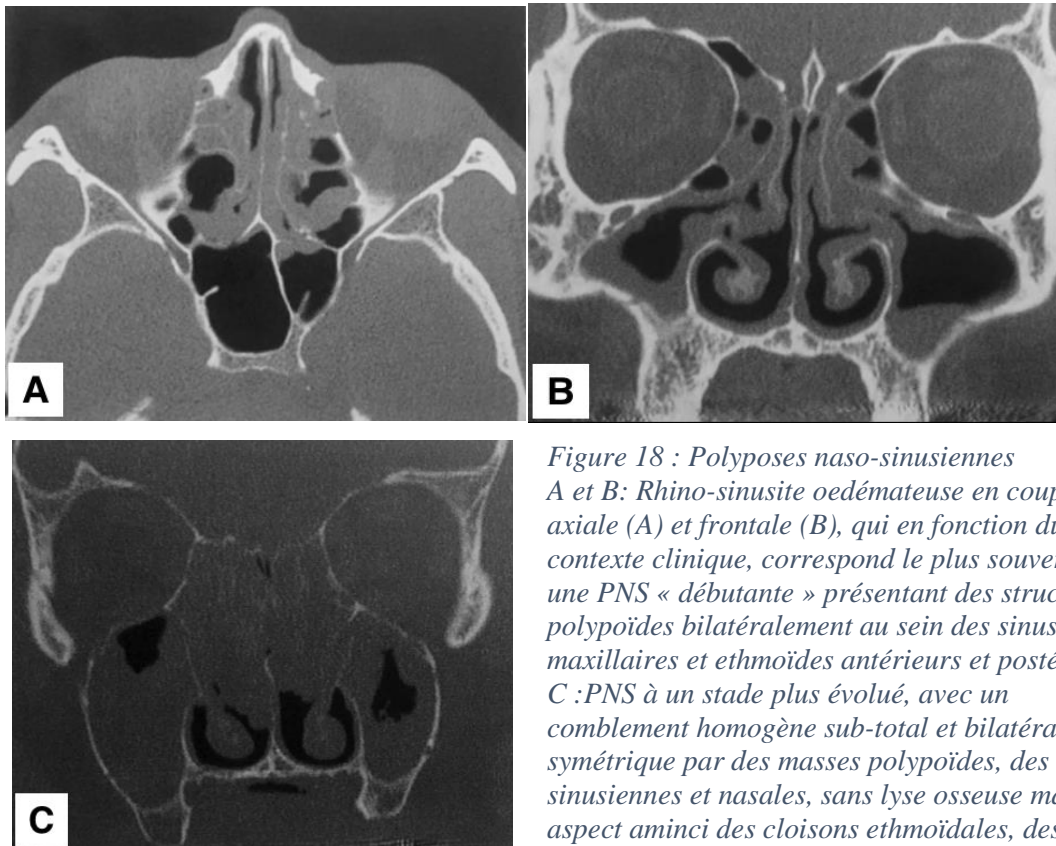 A
B
C
Figure 18 : Polyposes naso-sinusiennes
A et B: Rhino-sinusite oedémateuse en coup
axiale (A) et frontale (B), qui en fonction du
contexte clinique, correspond le plus souve
une PNS « débutante » présentant des struc
polypoïdes bilatéralement au sein des sinus
maxillaires et ethmoïdes antérieurs et posté
C :PNS à un stade plus évolué, avec un
comblement homogène sub-total et bilatéra
symétrique par des masses polypoïdes, des
sinusiennes et nasales, sans lyse osseuse ma
aspect aminci des cloisons ethmoïdales, des